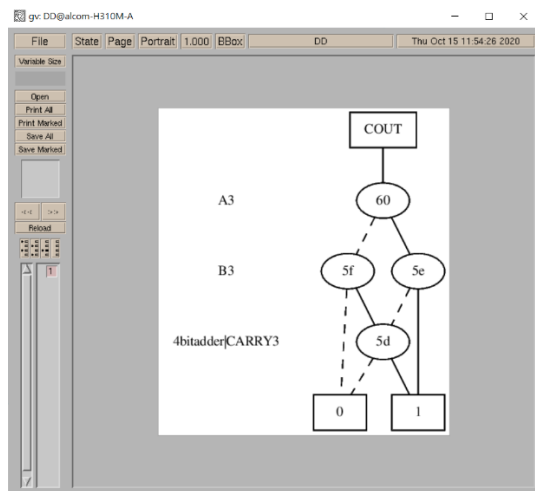 gv: DD@alcom-H310M-A
File State Page Portrait 1.000 BBox DD Thu Oct 15 11:54:26 2020
Variable Size
Open
Print All
Print Marked
Save All
Save Marked
<< >>
Reload
1
COUT
A3 60
B3 5f 5e
4bitadder|CARRY3 5d
0 1